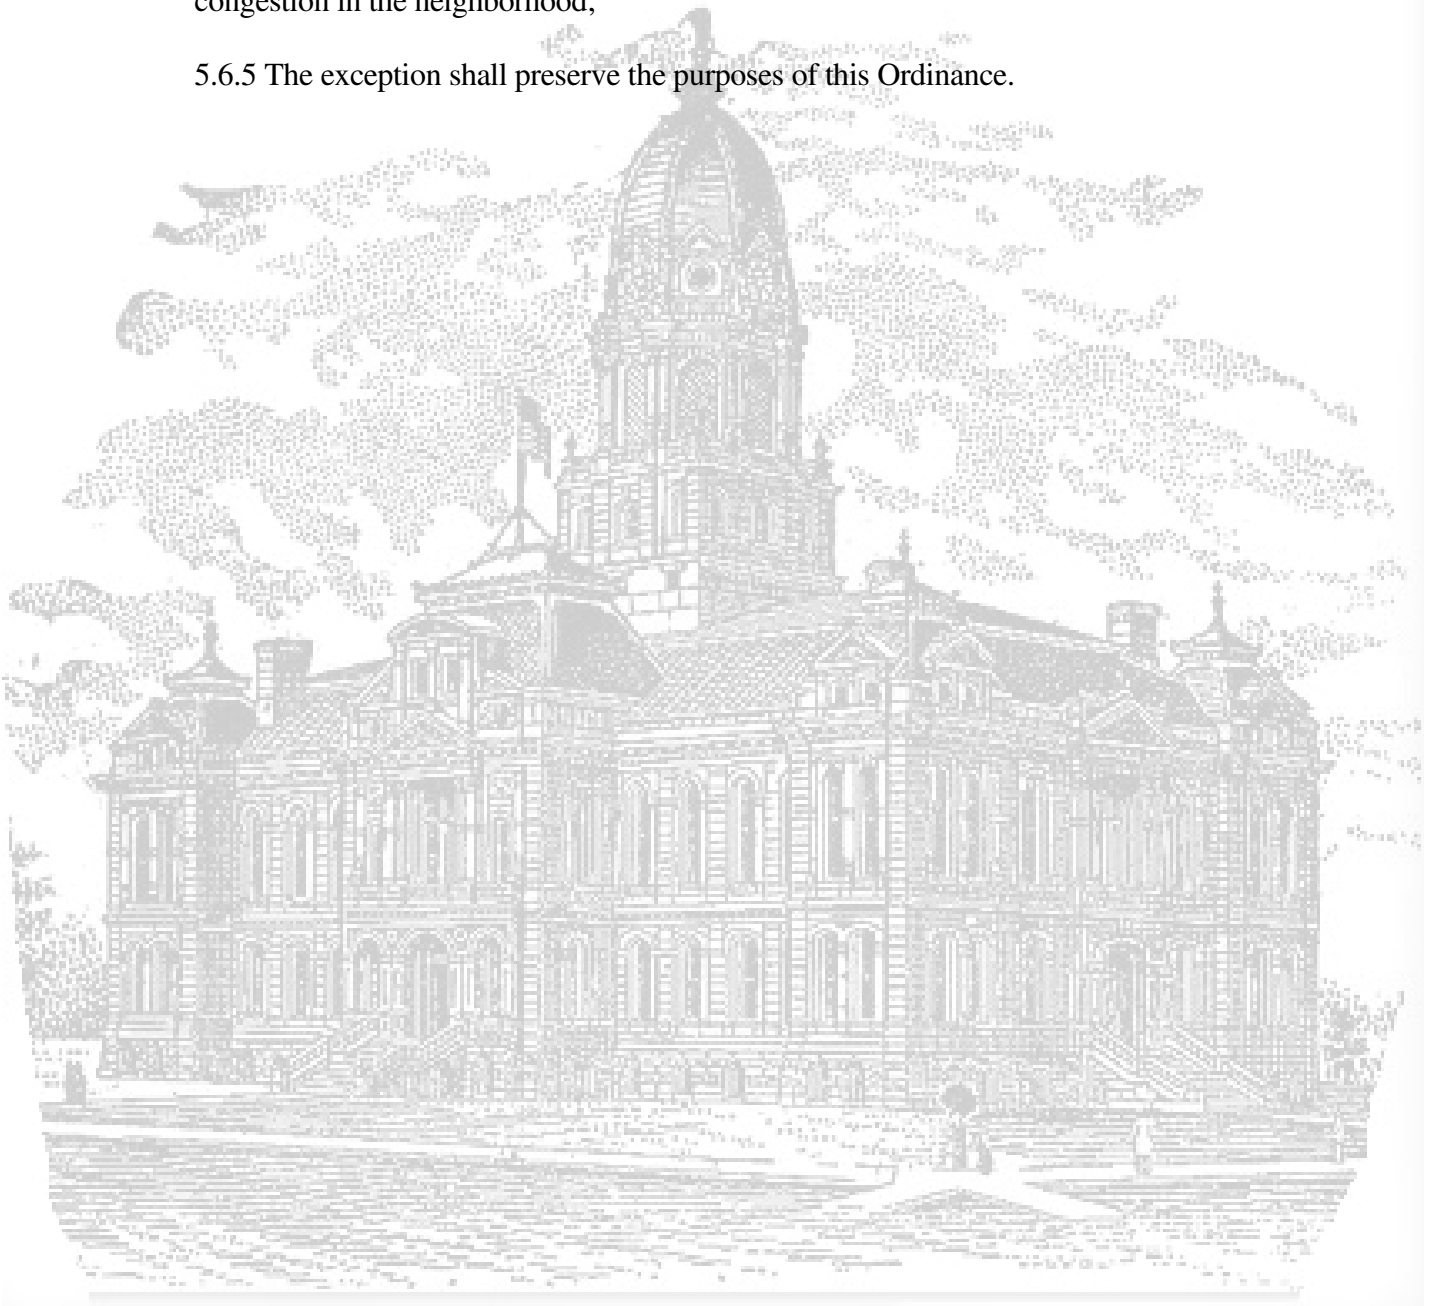 congestion in the neighborhood;
5.6.5 The exception shall preserve the purposes of this Ordinance.